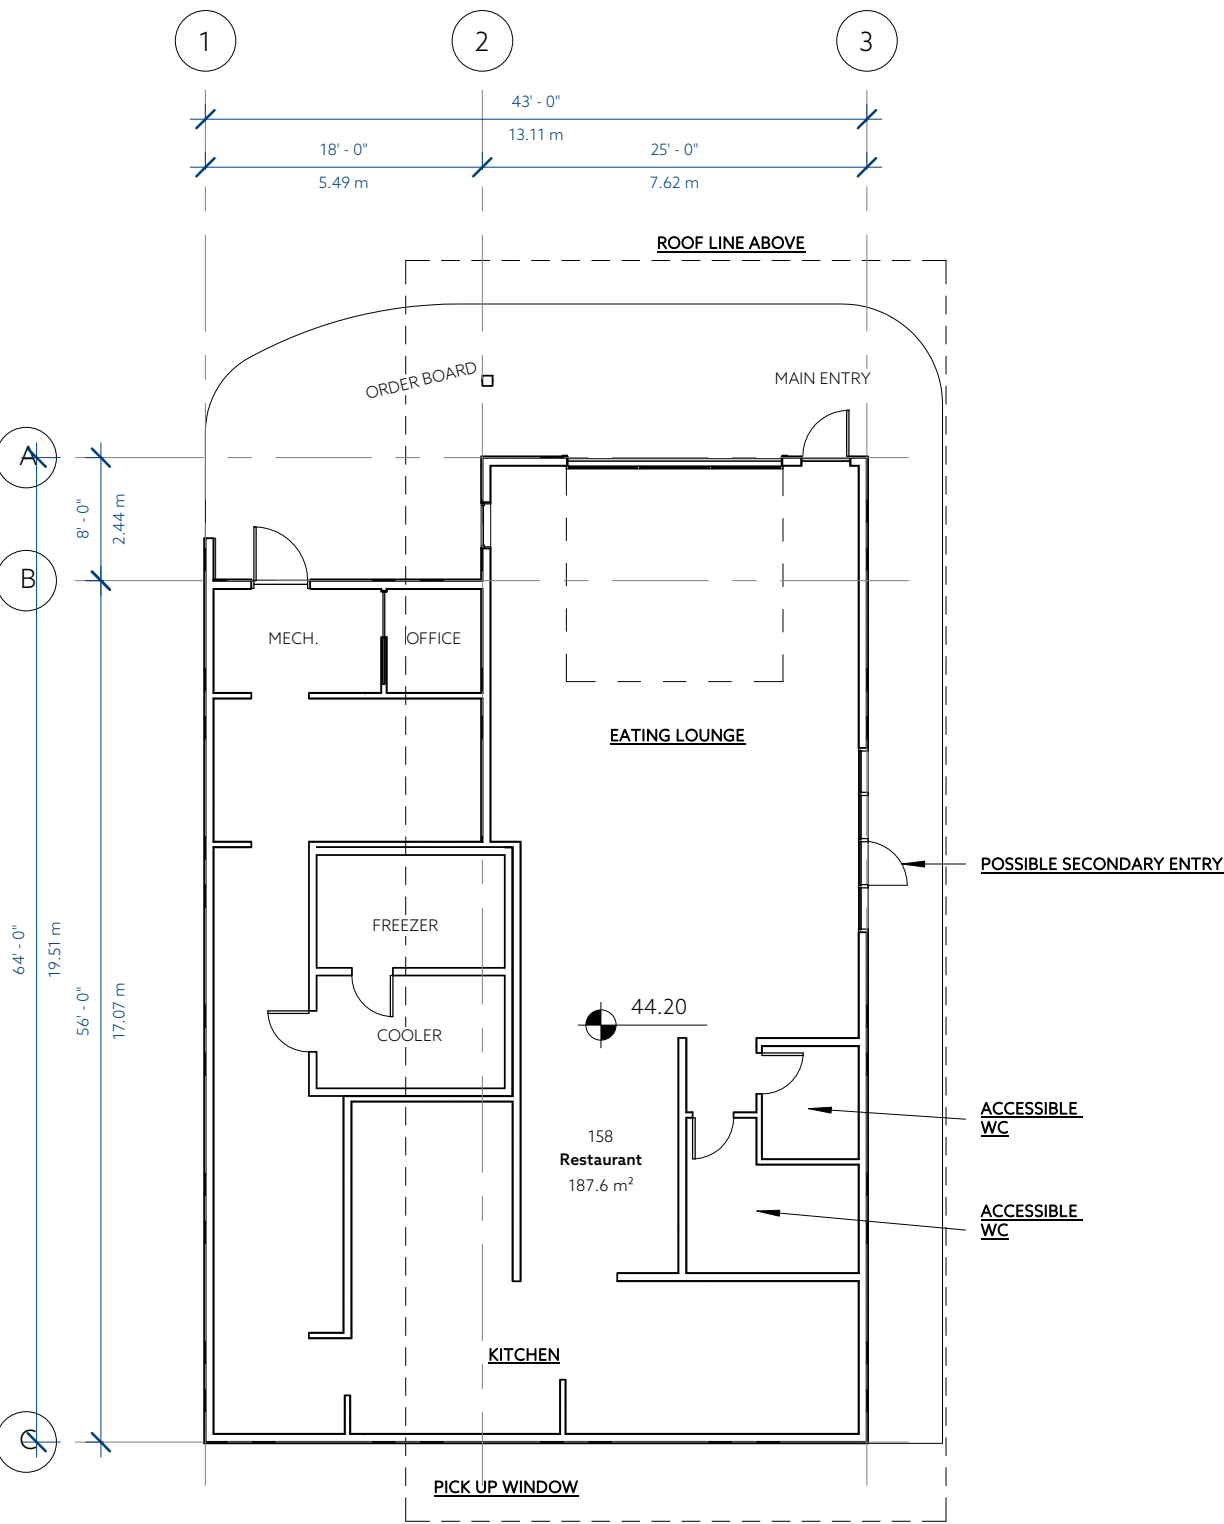 1
2
3
43' - 0"
13.11 m
18' - 0"
25' - 0"
5.49 m
7.62 m
ROOF LINE ABOVE
ORDER BOARD
MAIN ENTRY
A
8' - 0"
2.44 m
B
MECH.
OFFICE
EATING LOUNGE
POSSIBLE SECONDARY ENTRY
FREEZER
64' - 0"
19.51 m
56' - 0"
17.07 m
44.20
COOLER
ACCESSIBLE
WC
158
Restaurant
187.6 m²
ACCESSIBLE
WC
KITCHEN
C
PICK UP WINDOW